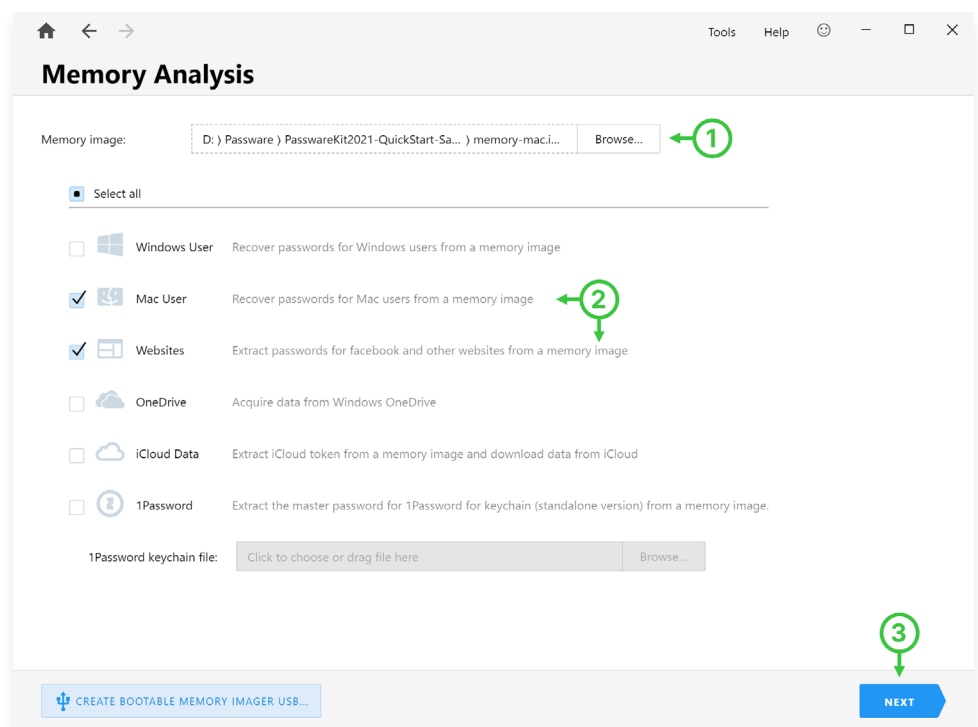 Tools Help
Memory Analysis
Memory image: D: ) Passware ) PasswareKit2021-QuickStart-Sa... ) memory-mac.i... Browse... 1
Select all
Windows User Recover passwords for Windows users from a memory image
Mac User Recover passwords for Mac users from a memory image 2
Websites Extract passwords for facebook and other websites from a memory image
OneDrive Acquire data from Windows OneDrive
iCloud Data Extract iCloud token from a memory image and download data from iCloud
1Password Extract the master password for 1Password for keychain (standalone version) from a memory image.
1Password keychain file: Click to choose or drag file here Browse...
3
CREATE BOOTABLE MEMORY IMAGER USB... NEXT